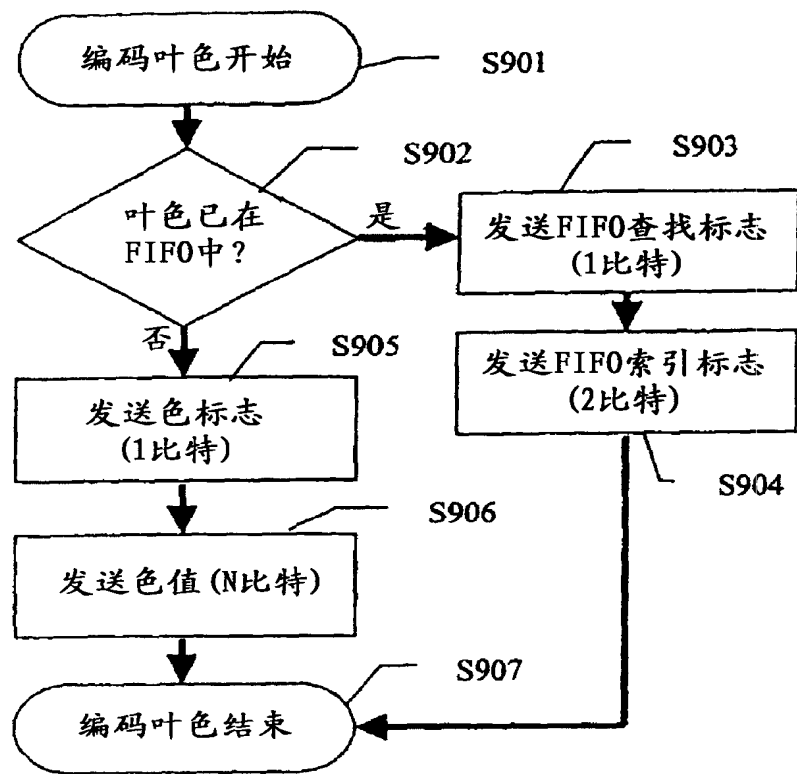 编码叶色开始
S901
S902
叶色已在
FIFO中?
是
S903
发送FIFO查找标志
(1比特)
否
S905
发送FIFO索引标志
(2比特)
S904
发送色标志
(1比特)
S906
发送色值(N比特)
S907
编码叶色结束